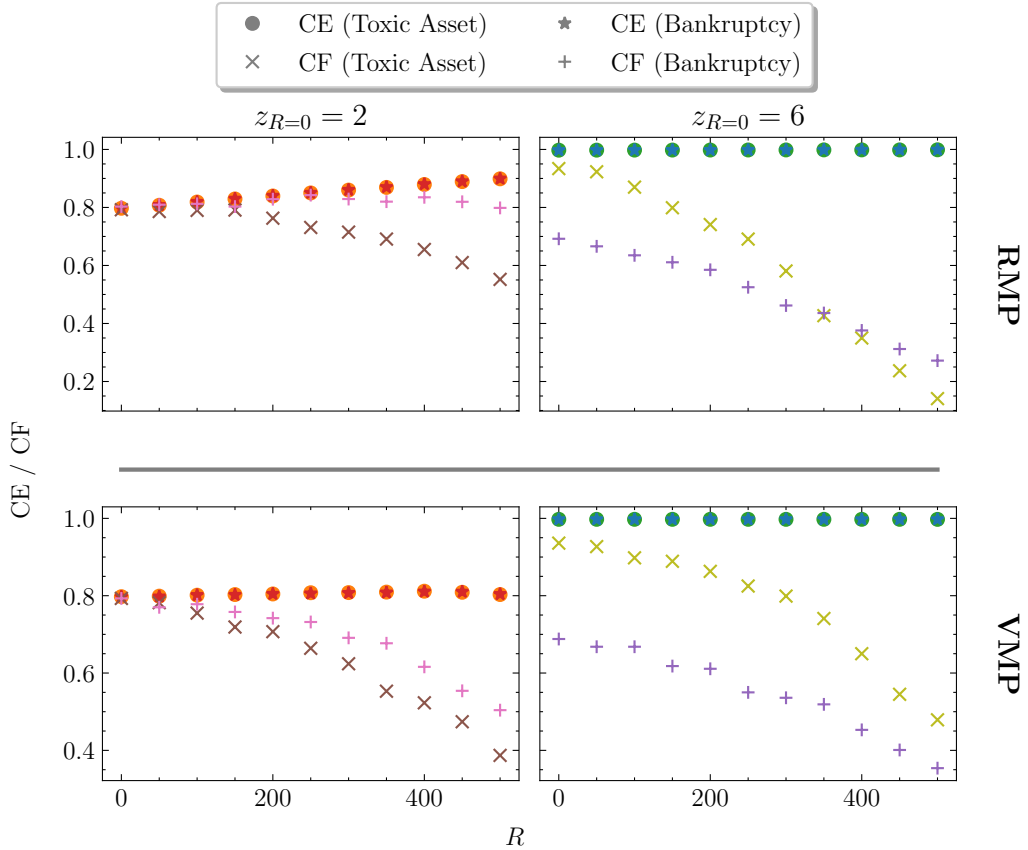 CE (Toxic Asset)
CE (Bankruptcy)
CF (Toxic Asset)
CF (Bankruptcy)
z_{R=0} = 2
z_{R=0} = 6
1.0
0.8
0.6
0.4
0.2
RMP
CE / CF
1.0
0.8
0.6
0.4
VMP
0
200
400
0
200
400
R